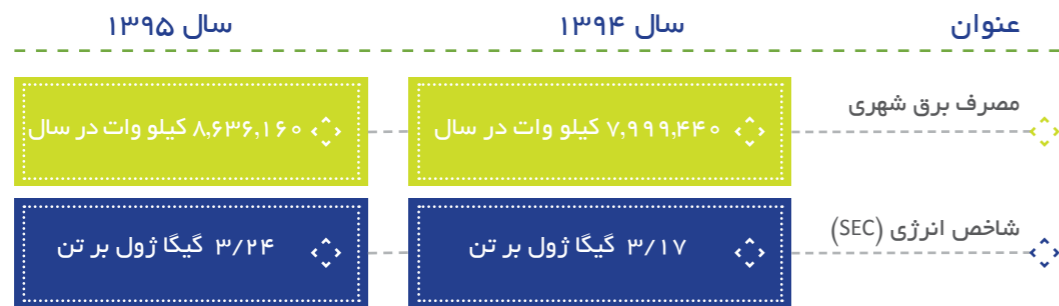 عنوان سال ۱۳۹۴ سال ۱۳۹۵
مصرف برق شهری ۷,۹۹۹,۴۴۰ کیلو وات در سال ۸,۶۳۶,۱۶۰ کیلو وات در سال
شاخص انرژی (SEC) ۳/۱۷ گیگا ژول بر تن ۳/۲۴ گیگا ژول بر تن